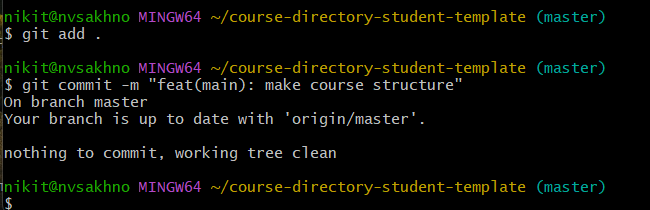 nikit@nvsakhno MINGW64 ~/course-directory-student-template (master)
$ git add .
nikit@nvsakhno MINGW64 ~/course-directory-student-template (master)
$ git commit -m "feat(main): make course structure"
On branch master
Your branch is up to date with 'origin/master'.
nothing to commit, working tree clean
nikit@nvsakhno MINGW64 ~/course-directory-student-template (master)
$